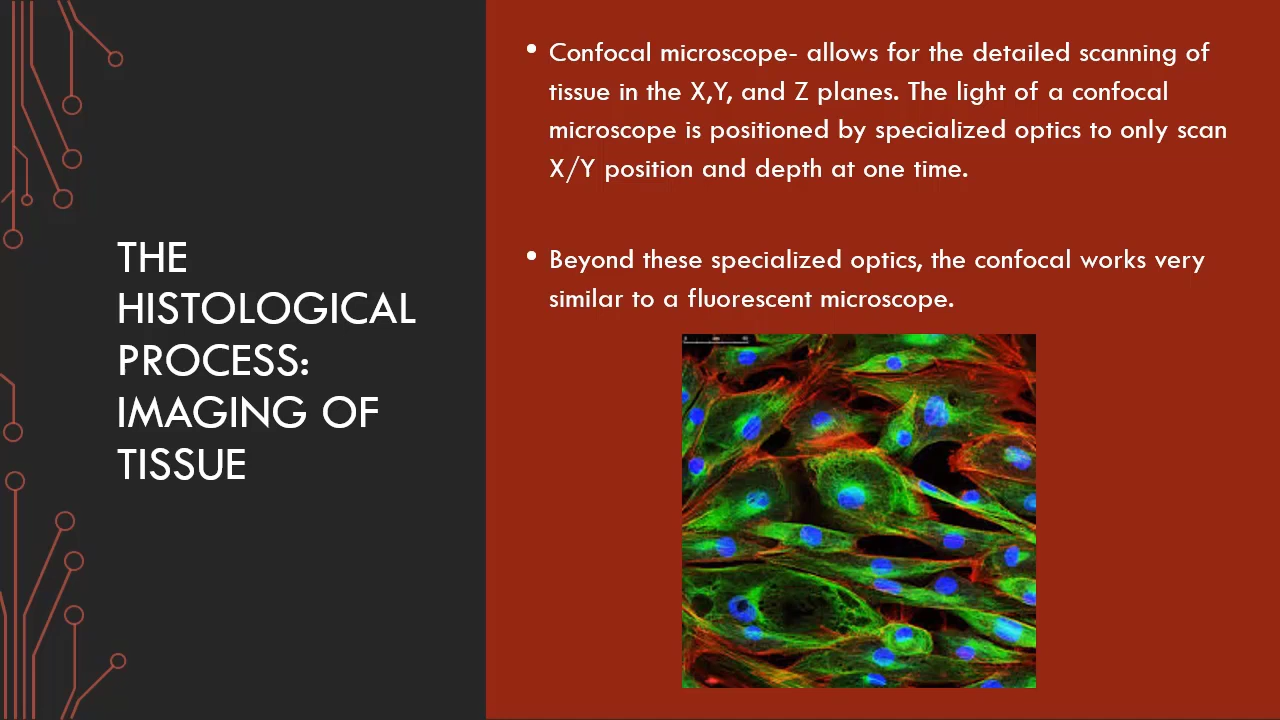 THE
HISTOLOGICAL
PROCESS:
IMAGING OF
TISSUE
• Confocal microscope- allows for the detailed scanning of
tissue in the X,Y, and Z planes. The light of a confocal
microscope is positioned by specialized optics to only scan
X/Y position and depth at one time.
• Beyond these specialized optics, the confocal works very
similar to a fluorescent microscope.